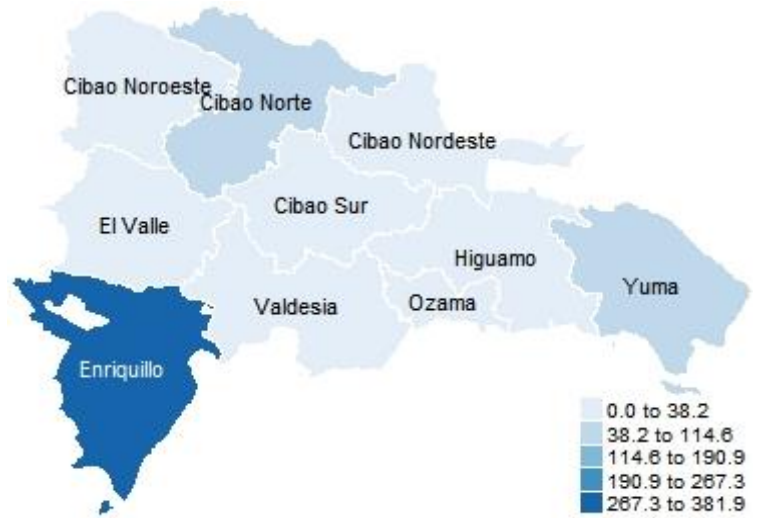 Cibao Noroeste
Cibao Norte
Cibao Nordeste
Cibao Sur
El Valle
Higuamo
Yuma
Valdesia
Ozama
Enriquillo
0.0 to 38.2
38.2 to 114.6
114.6 to 190.9
190.9 to 267.3
267.3 to 381.9